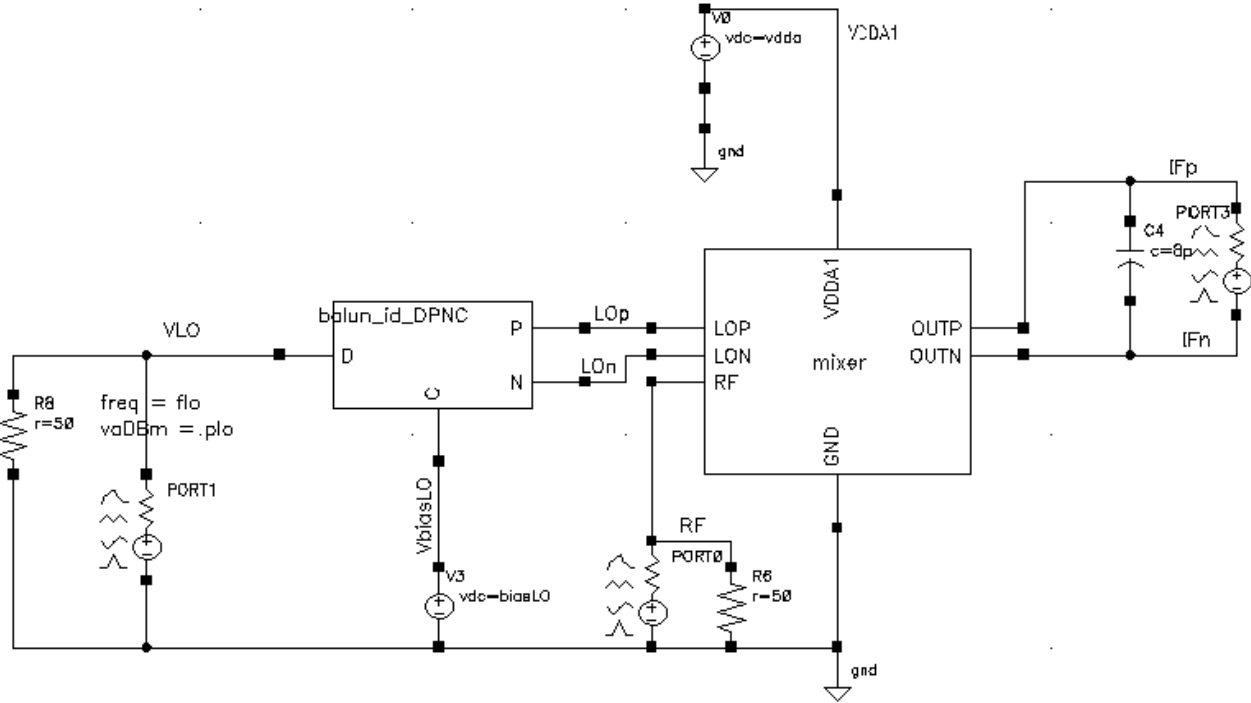 V0
vdc=vdda
VDDA1
gnd
IFp
PORT3
C4
c=8p
VDDA1
balun_id_DPNC
LOp
P
LOP
OUTP
VLO
IFn
D
LON
OUTN
mixer
LOn
N
RF
C
R8
r=50
freq = flo
vaDBm = .plo
GND
PORT1
VbiasLO
RF
PORT0
V3
vdc=biasLO
R6
r=50
gnd